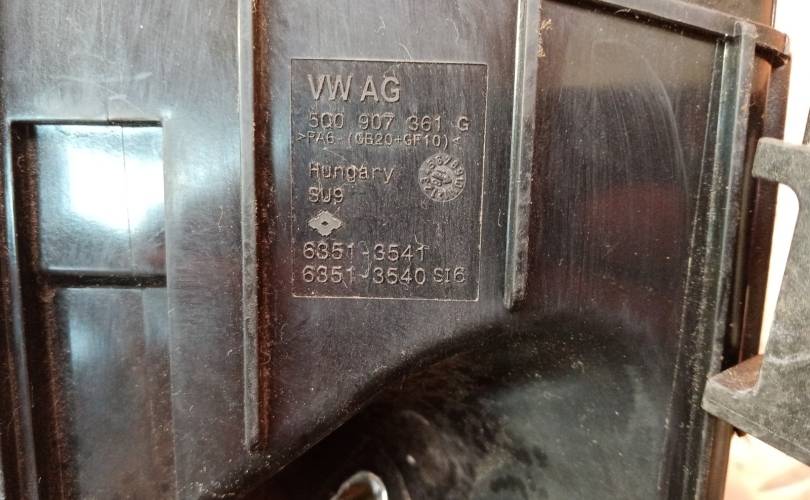 VW AG
5Q0 907 361 G
>PA6-(GB20+GF10)<
Hungary
SU9
6351-3541
6351-3540 SI6